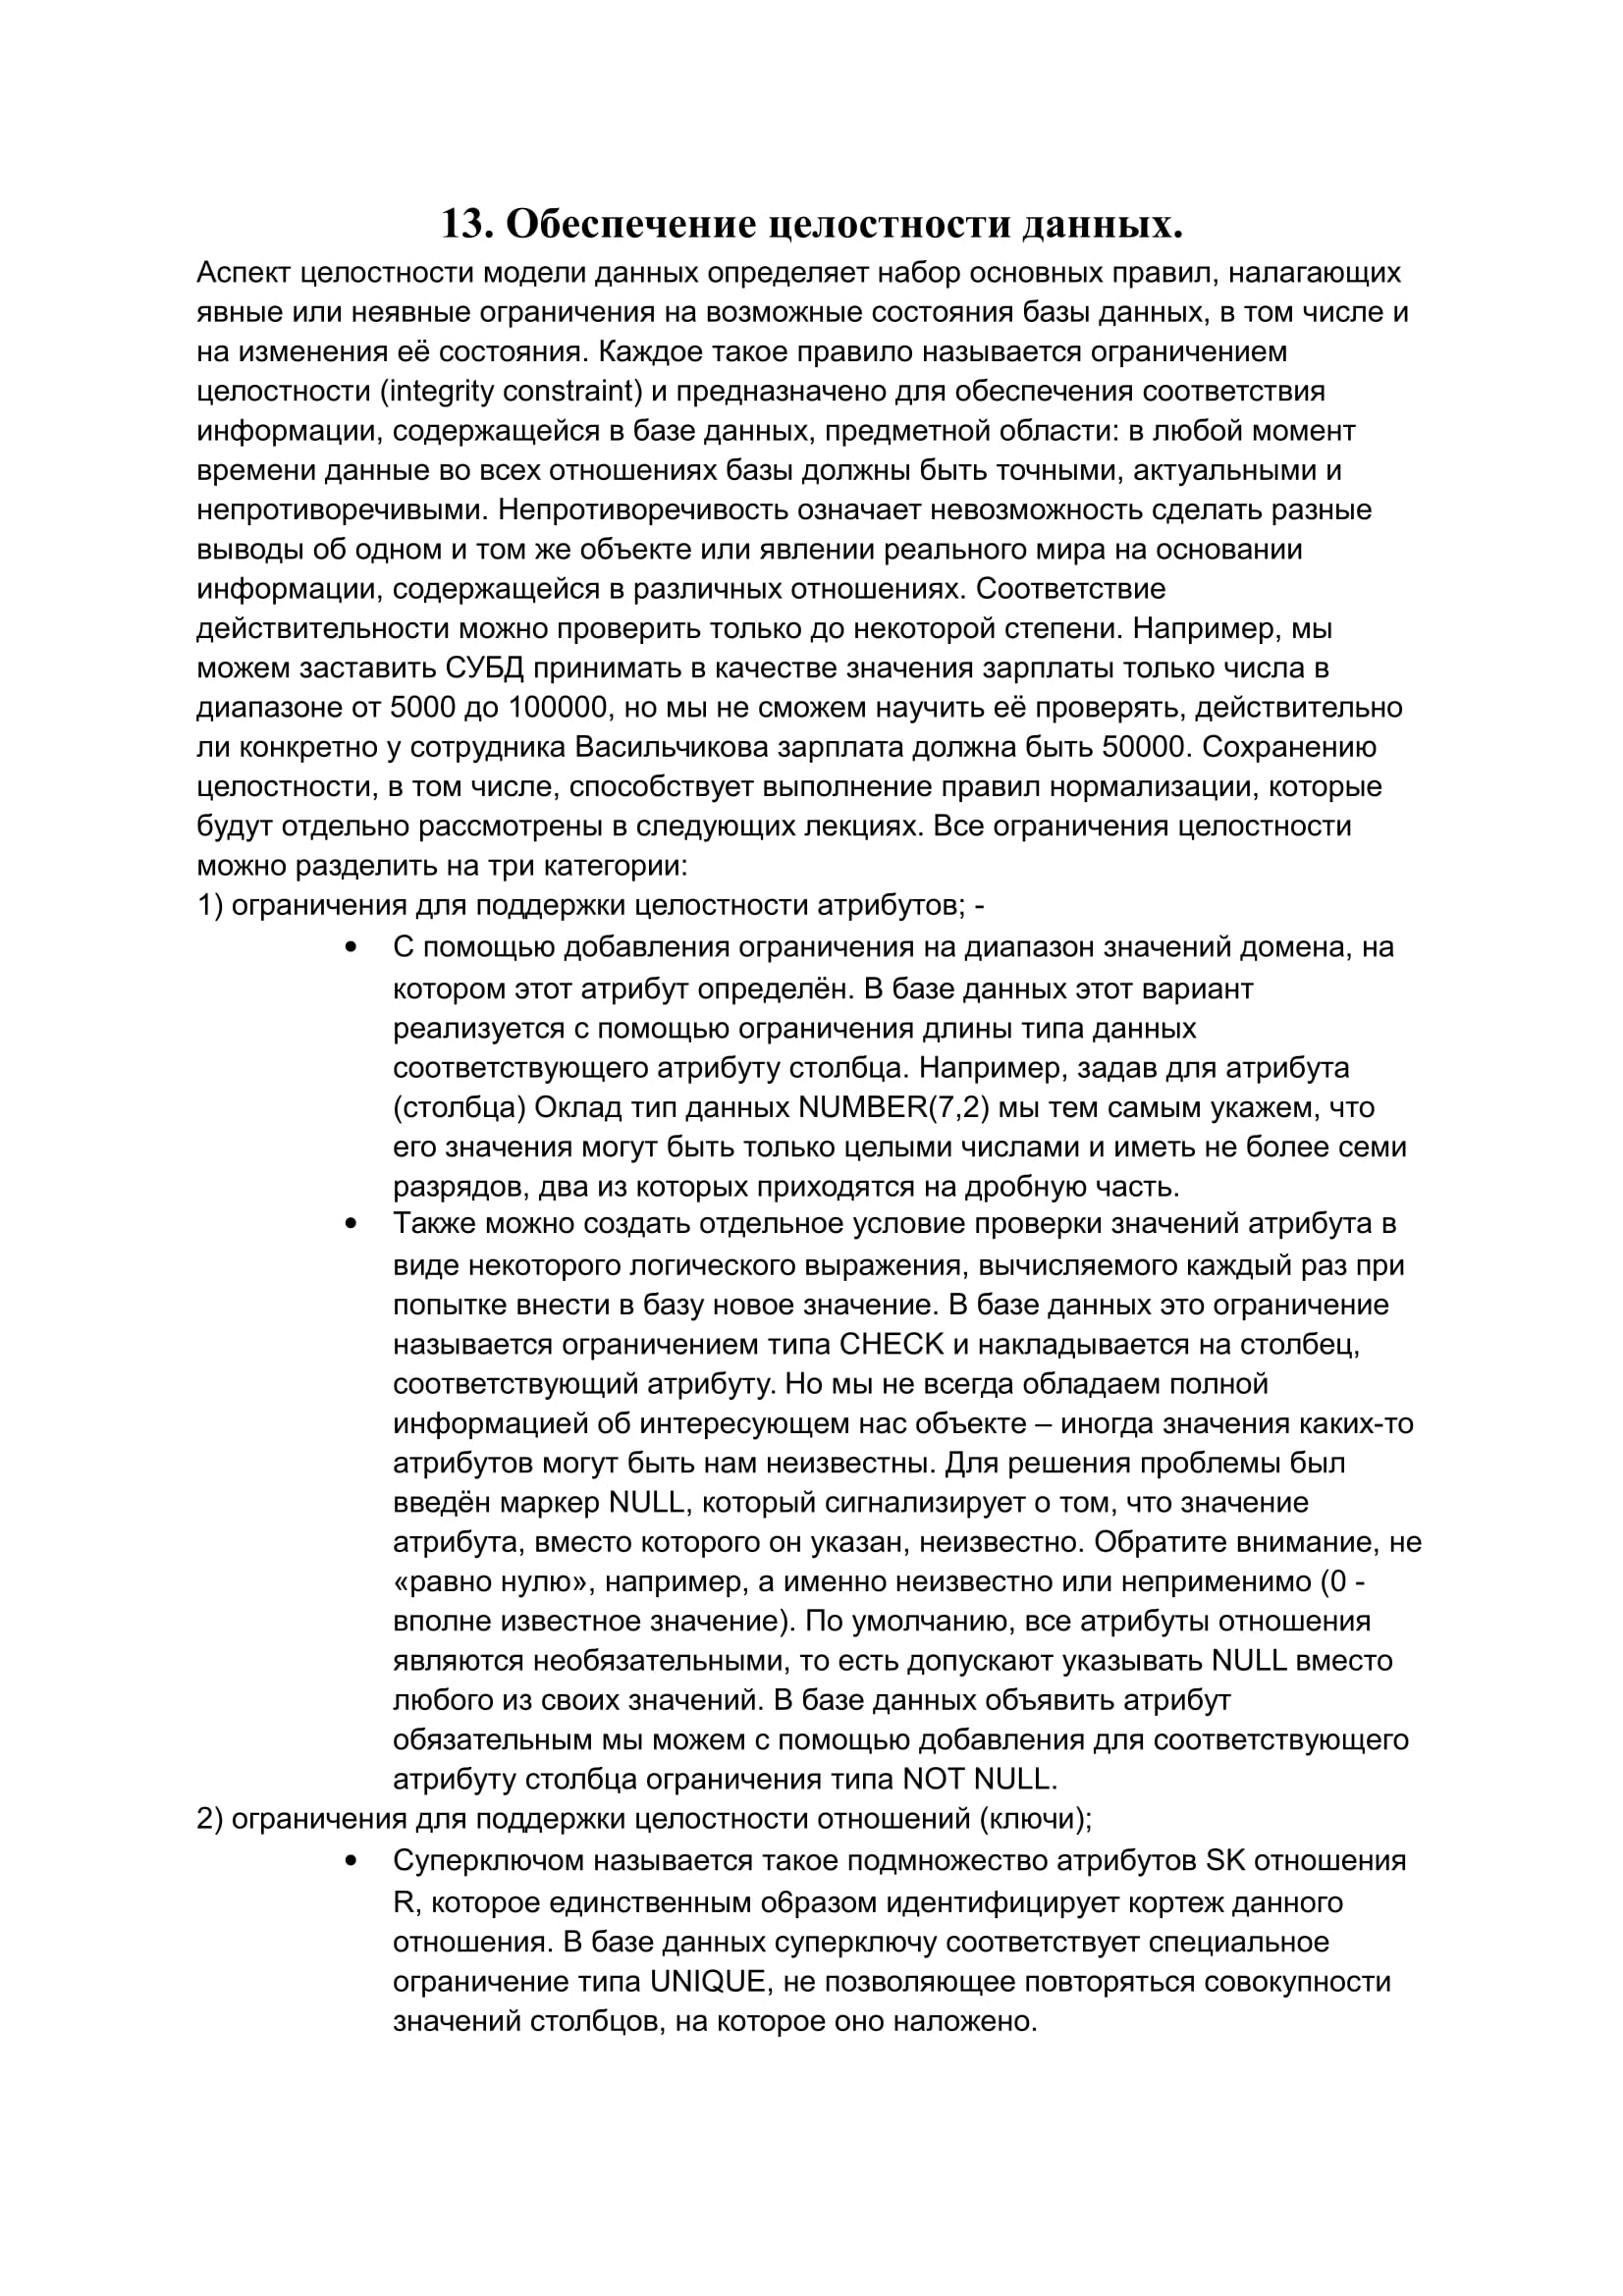 13. Обеспечение целостности данных.
Аспект целостности модели данных определяет набор основных правил, налагающих
явные или неявные ограничения на возможные состояния базы данных, в том числе и
на изменения её состояния. Каждое такое правило называется ограничением
целостности (integrity constraint) и предназначено для обеспечения соответствия
информации, содержащейся в базе данных, предметной области: в любой момент
времени данные во всех отношениях базы должны быть точными, актуальными и
непротиворечивыми. Непротиворечивость означает невозможность сделать разные
выводы об одном и том же объекте или явлении реального мира на основании
информации, содержащейся в различных отношениях. Соответствие
действительности можно проверить только до некоторой степени. Например, мы
можем заставить СУБД принимать в качестве значения зарплаты только числа в
диапазоне от 5000 до 100000, но мы не сможем научить её проверять, действительно
ли конкретно у сотрудника Васильчикова зарплата должна быть 50000. Сохранению
целостности, в том числе, способствует выполнение правил нормализации, которые
будут отдельно рассмотрены в следующих лекциях. Все ограничения целостности
можно разделить на три категории:
1) ограничения для поддержки целостности атрибутов; -
• С помощью добавления ограничения на диапазон значений домена, на
котором этот атрибут определён. В базе данных этот вариант
реализуется с помощью ограничения длины типа данных
соответствующего атрибуту столбца. Например, задав для атрибута
(столбца) Оклад тип данных NUMBER(7,2) мы тем самым укажем, что
его значения могут быть только целыми числами и иметь не более семи
разрядов, два из которых приходятся на дробную часть.
• Также можно создать отдельное условие проверки значений атрибута в
виде некоторого логического выражения, вычисляемого каждый раз при
попытке внести в базу новое значение. В базе данных это ограничение
называется ограничением типа CHECK и накладывается на столбец,
соответствующий атрибуту. Но мы не всегда обладаем полной
информацией об интересующем нас объекте – иногда значения каких-то
атрибутов могут быть нам неизвестны. Для решения проблемы был
введён маркер NULL, который сигнализирует о том, что значение
атрибута, вместо которого он указан, неизвестно. Обратите внимание, не
«равно нулю», например, а именно неизвестно или неприменимо (0 -
вполне известное значение). По умолчанию, все атрибуты отношения
являются необязательными, то есть допускают указывать NULL вместо
любого из своих значений. В базе данных объявить атрибут
обязательным мы можем с помощью добавления для соответствующего
атрибуту столбца ограничения типа NOT NULL.
2) ограничения для поддержки целостности отношений (ключи);
• Суперключом называется такое подмножество атрибутов SK отношения
R, которое единственным о6разом идентифицирует кортеж данного
отношения. В базе данных суперключу соответствует специальное
ограничение типа UNIQUE, не позволяющее повторяться совокупности
значений столбцов, на которое оно наложено.